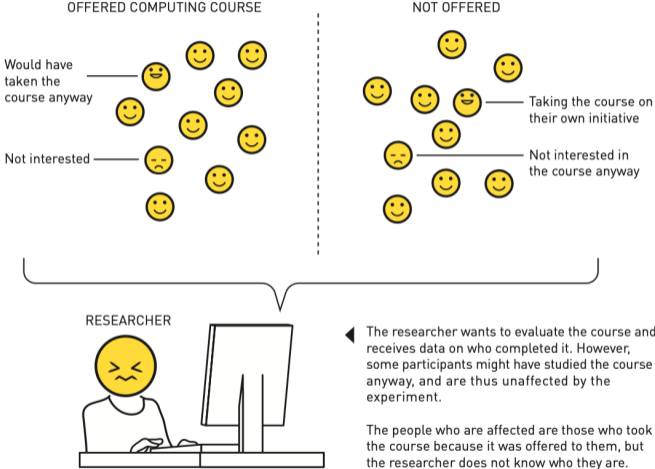 OFFERED COMPUTING COURSE
NOT OFFERED
Would have
taken the
course anyway
Not interested
Taking the course on
their own initiative
Not interested in
the course anyway
RESEARCHER
The researcher wants to evaluate the course and
receives data on who completed it. However,
some participants might have studied the course
anyway, and are thus unaffected by the
experiment.
The people who are affected are those who took
the course because it was offered to them, but
the researcher does not know who they are.